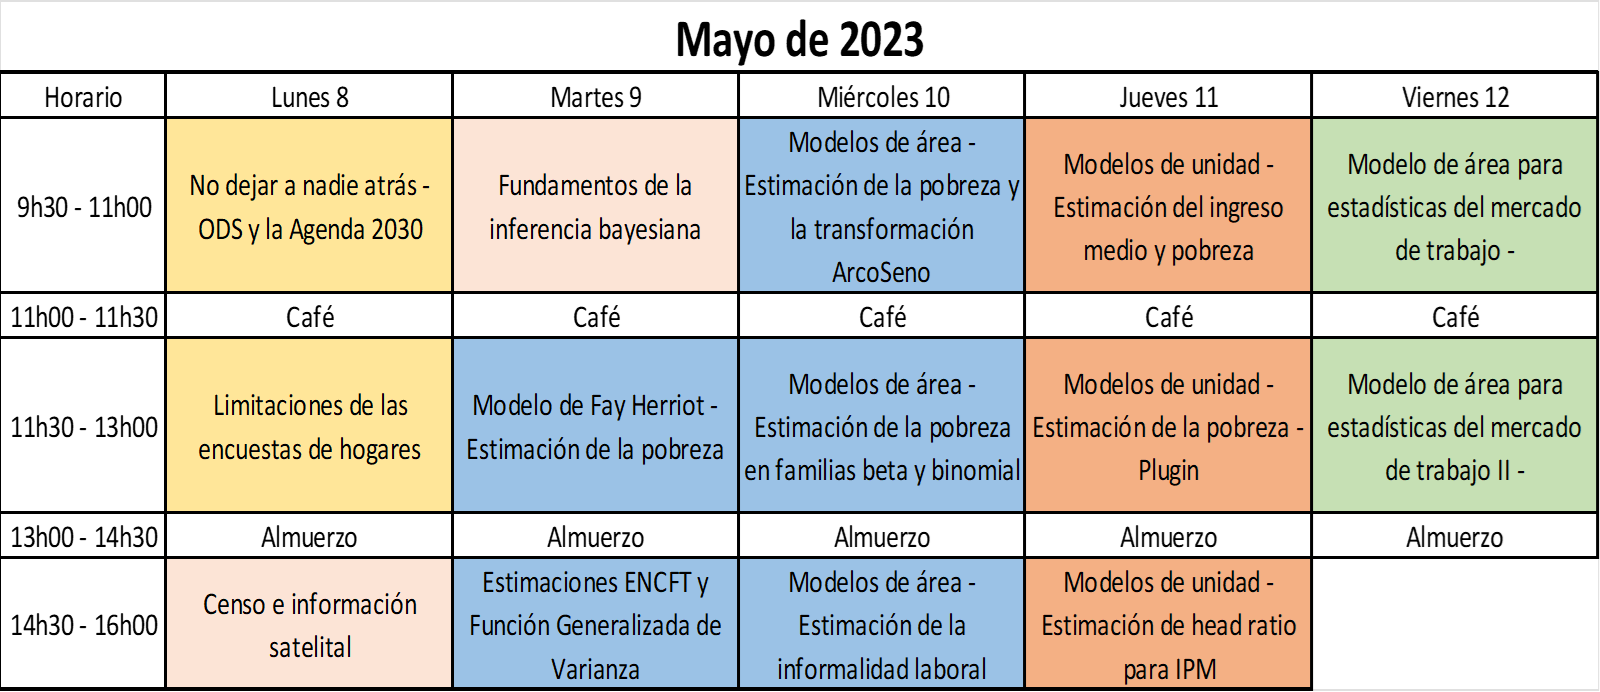 Mayo de 2023
Horario
Lunes 8
Martes 9
Miércoles 10
Jueves 11
Viernes 12
9h30 - 11h00
No dejar a nadie atrás -
ODS y la Agenda 2030
Fundamentos de la
inferencia bayesiana
Modelos de área -
Estimación de la pobreza y
la transformación
ArcoSeno
Modelos de unidad -
Estimación del ingreso
medio y pobreza
Modelo de área para
estadísticas del mercado
de trabajo -
11h00 - 11h30
Café
Café
Café
Café
Café
11h30 - 13h00
Limitaciones de las
encuestas de hogares
Modelo de Fay Herriot -
Estimación de la pobreza
Modelos de área -
Estimación de la pobreza
en familias beta y binomial
Modelos de unidad -
Estimación de la pobreza -
Plugin
Modelo de área para
estadísticas del mercado
de trabajo II -
13h00 - 14h30
Almuerzo
Almuerzo
Almuerzo
Almuerzo
Almuerzo
14h30 - 16h00
Censo e información
satelital
Estimaciones ENCFT y
Función Generalizada de
Varianza
Modelos de área -
Estimación de la
informalidad laboral
Modelos de unidad -
Estimación de head ratio
para IPM